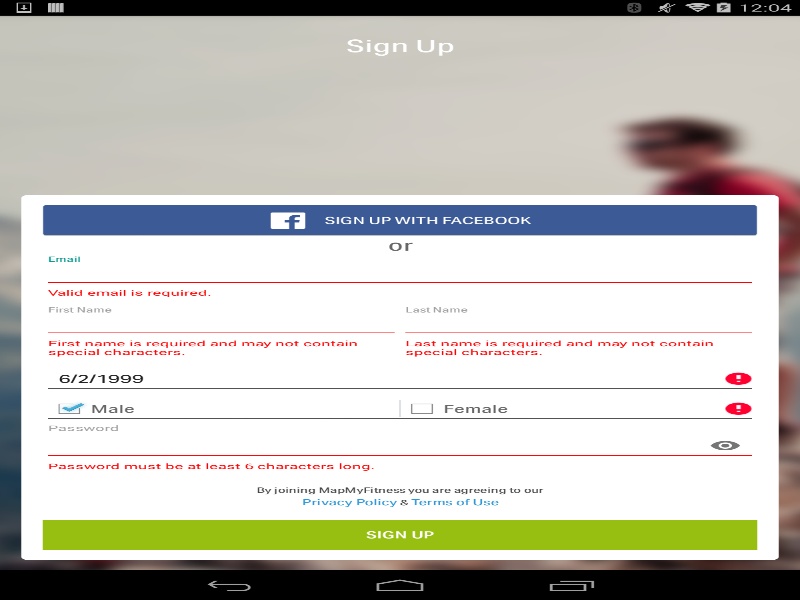 12:04
Sign Up
f SIGN UP WITH FACEBOOK
or
Email
Valid email is required.
First Name
Last Name
First name is required and may not contain
special characters.
Last name is required and may not contain
special characters.
6/2/1999
Male
Female
Password
Password must be at least 6 characters long.
By joining MapMyFitness you are agreeing to our
Privacy Policy & Terms of Use
SIGN UP